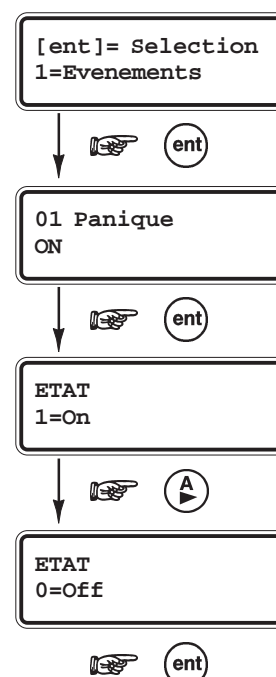 [ent]= Selection
1=Evenements
ent
01 Panique
ON
ent
ETAT
1=On
A
ETAT
0=Off
ent